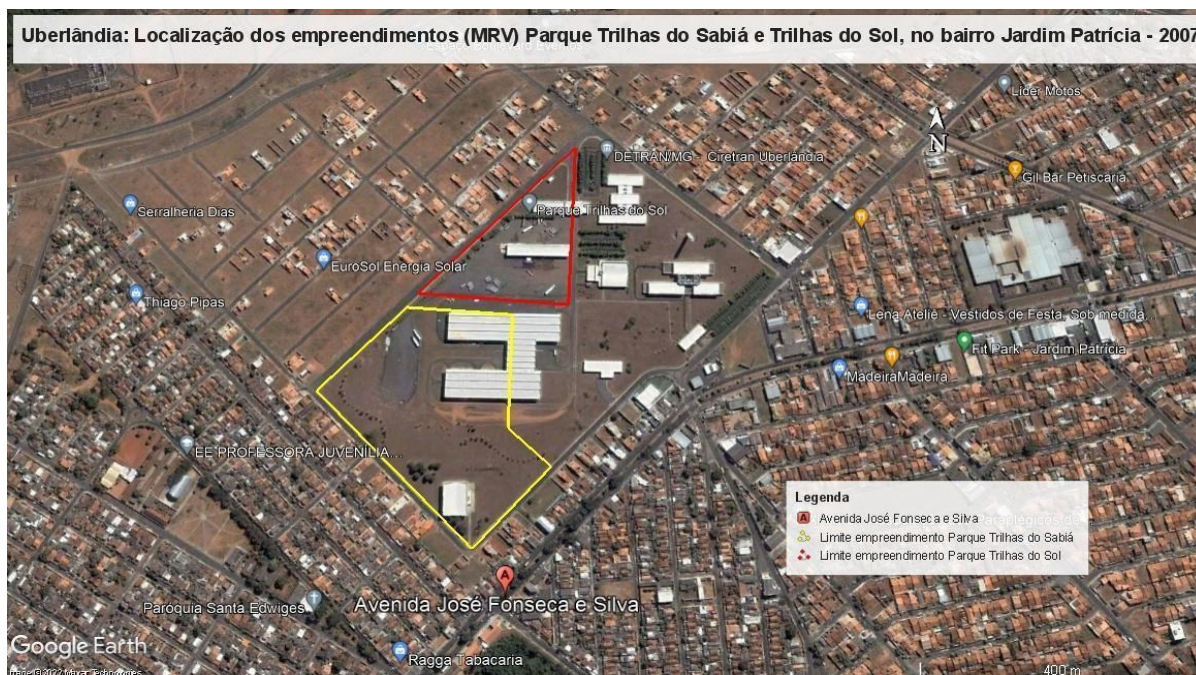 Uberlândia: Localização dos empreendimentos (MRV) Parque Trilhas do Sabiá e Trilhas do Sol, no bairro Jardim Patrícia - 2007
Líder Motos
N
DETRAN/MG - Ciretran Uberlândia
Gil Bar Petiscaria
Serralheria Dias
Parque Trilhas do Sol
EuroSol Energia Solar
Thiago Pipas
Lena Ateliê - Vestidos de Festa, Sob medida...
Fit Park - Jardim Patrícia
MadeiraMadeira
EE PROFESSORA JUVENÍLIA...
Legenda
A Avenida José Fonseca e Silva
Limite empreendimento Parque Trilhas do Sabiá
Limite empreendimento Parque Trilhas do Sol
A
Avenida José Fonseca e Silva
Paróquia Santa Edwiges
Google Earth
Ragga Tabacaria
400 m